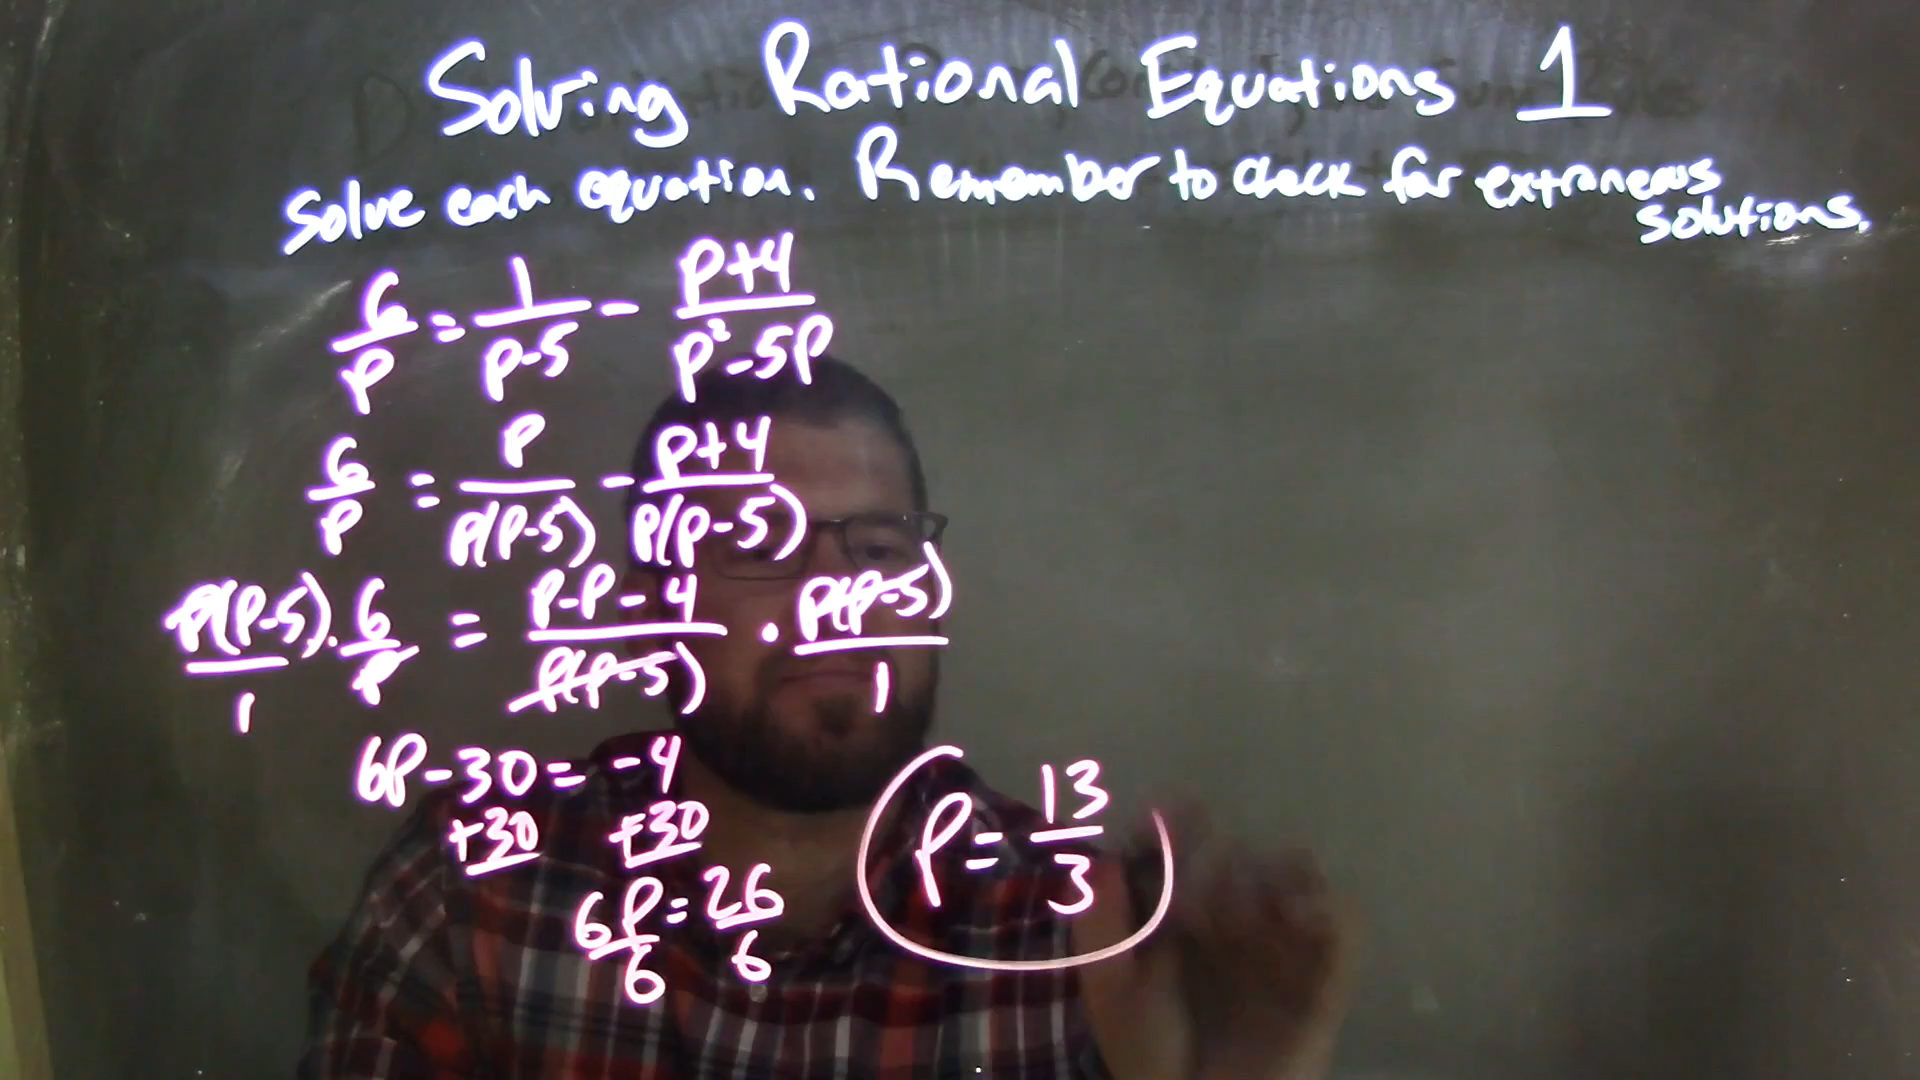 Solving Rational Equations 1
Solve each equation. Remember to check for extraneous
solutions.
6/P = 1/(P-5) - (P+4)/(P²-5P)
6/P = P/(P(P-5)) - (P+4)/(P(P-5))
P(P-5)/1 · 6/P = (P-P-4)/(P(P-5)) · P(P-5)/1
6P-30 = -4
+30 +30
6P/6 = 26/6
P = 13/3